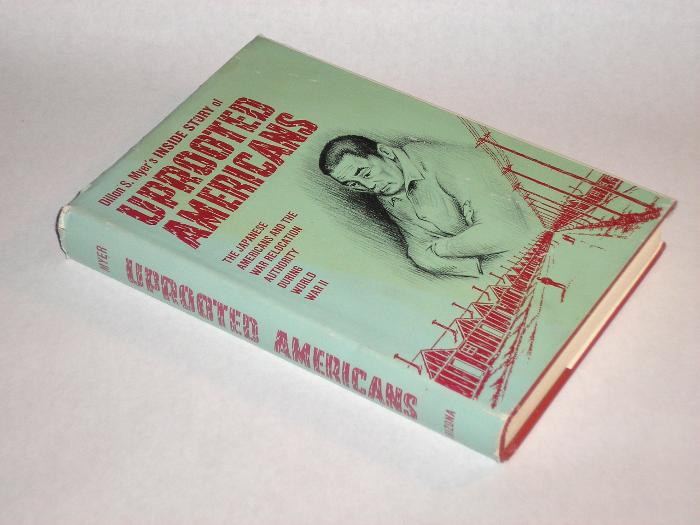 Dillon S. Myer's INSIDE STORY of
UPROOTED
AMERICANS
THE JAPANESE
AMERICANS AND THE
WAR RELOCATION
AUTHORITY
DURING
WORLD
WAR II
MYER
UPROOTED AMERICANS
ARIZONA